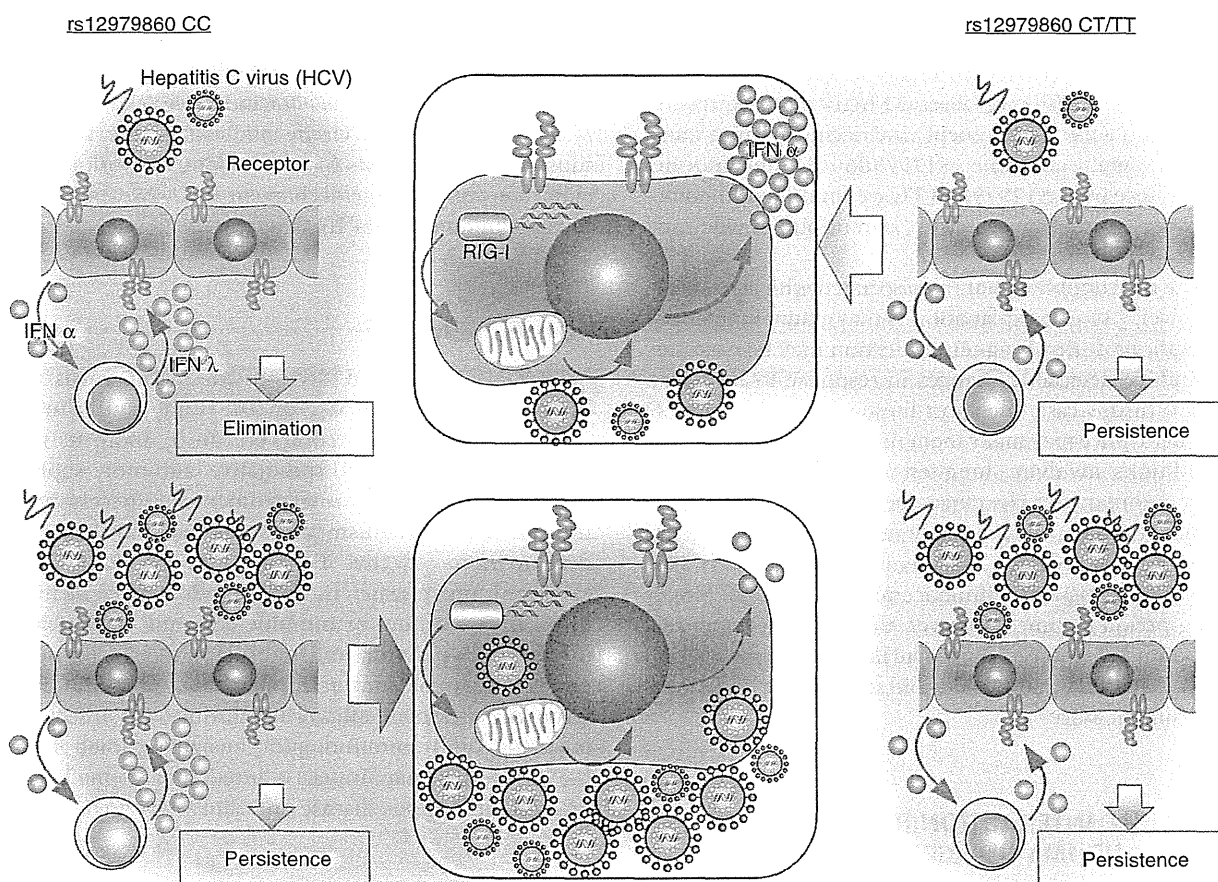 rs12979860 CC
rs12979860 CT/TT
Hepatitis C virus (HCV)
Receptor
IFN α
RIG-I
IFN α
IFN λ
Elimination
Persistence
Persistence
Persistence